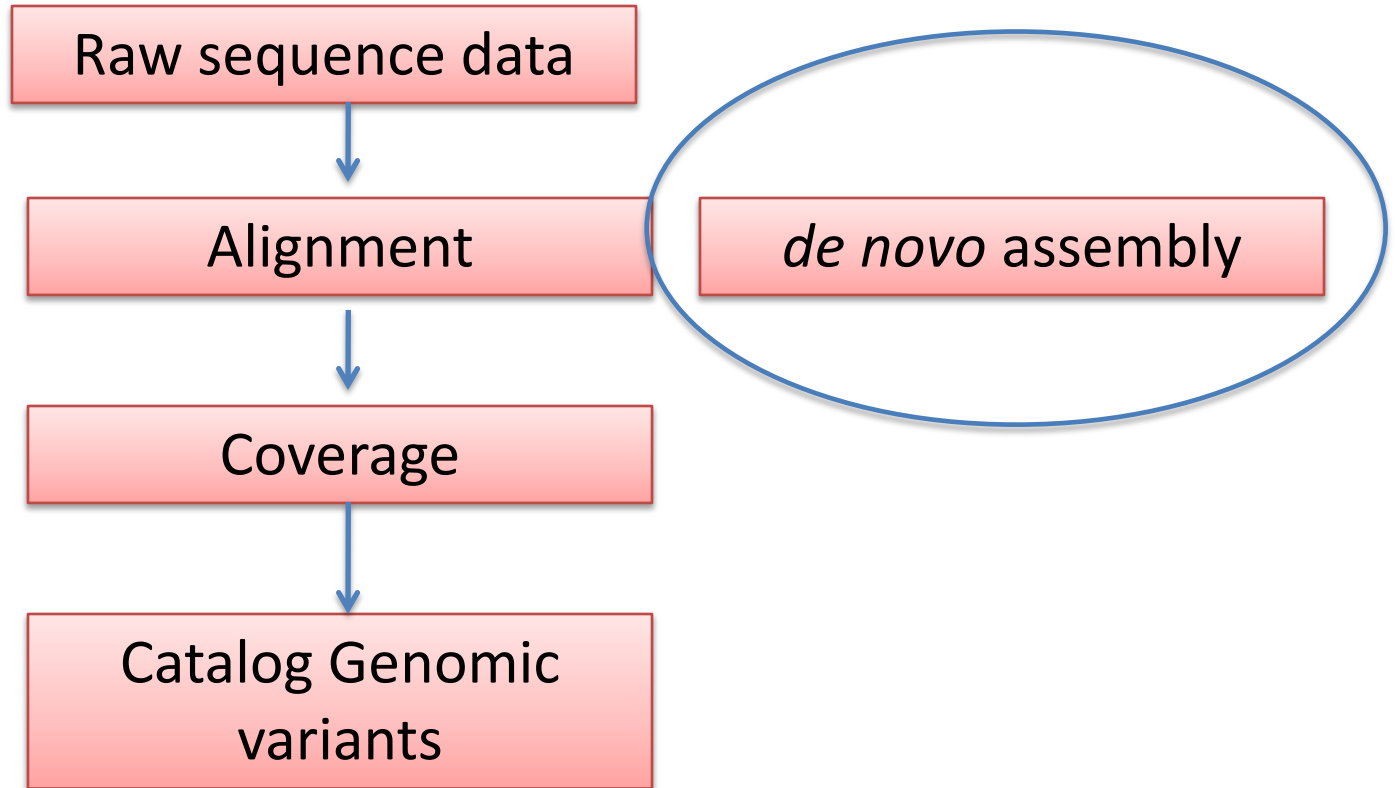 Raw sequence data
Alignment
de novo assembly
Coverage
Catalog Genomic
variants